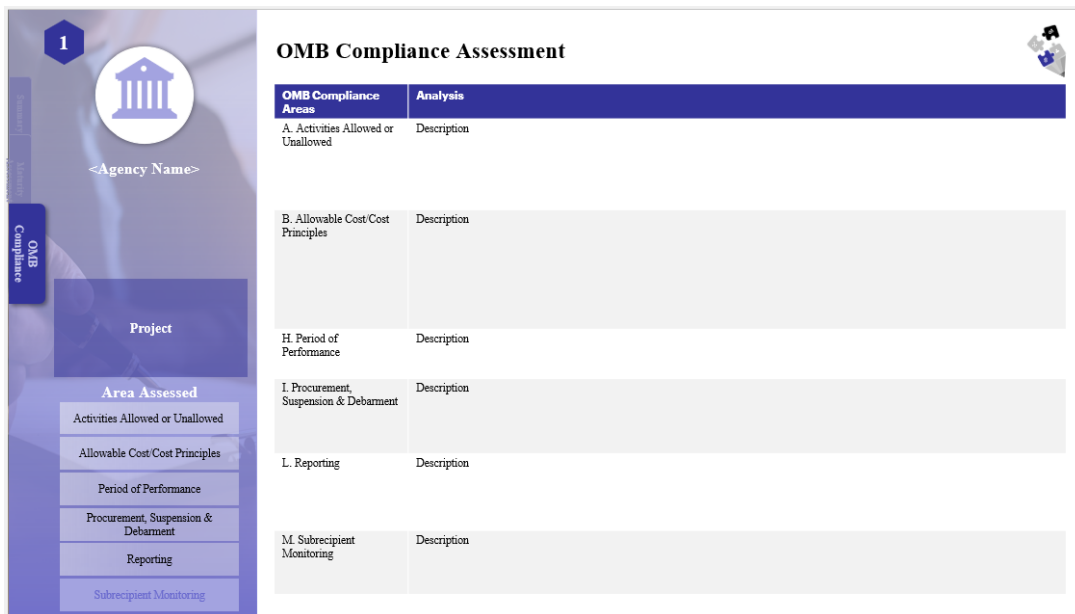 1
Summary
Maturity
OMB
Compliance
<Agency Name>
Project
Area Assessed
Activities Allowed or Unallowed
Allowable Cost/Cost Principles
Period of Performance
Procurement, Suspension &
Debarment
Reporting
Subrecipient Monitoring
OMB Compliance Assessment
OMB Compliance
Areas
Analysis
A. Activities Allowed or
Unallowed
Description
B. Allowable Cost/Cost
Principles
Description
H. Period of
Performance
Description
I. Procurement,
Suspension & Debarment
Description
L. Reporting
Description
M. Subrecipient
Monitoring
Description